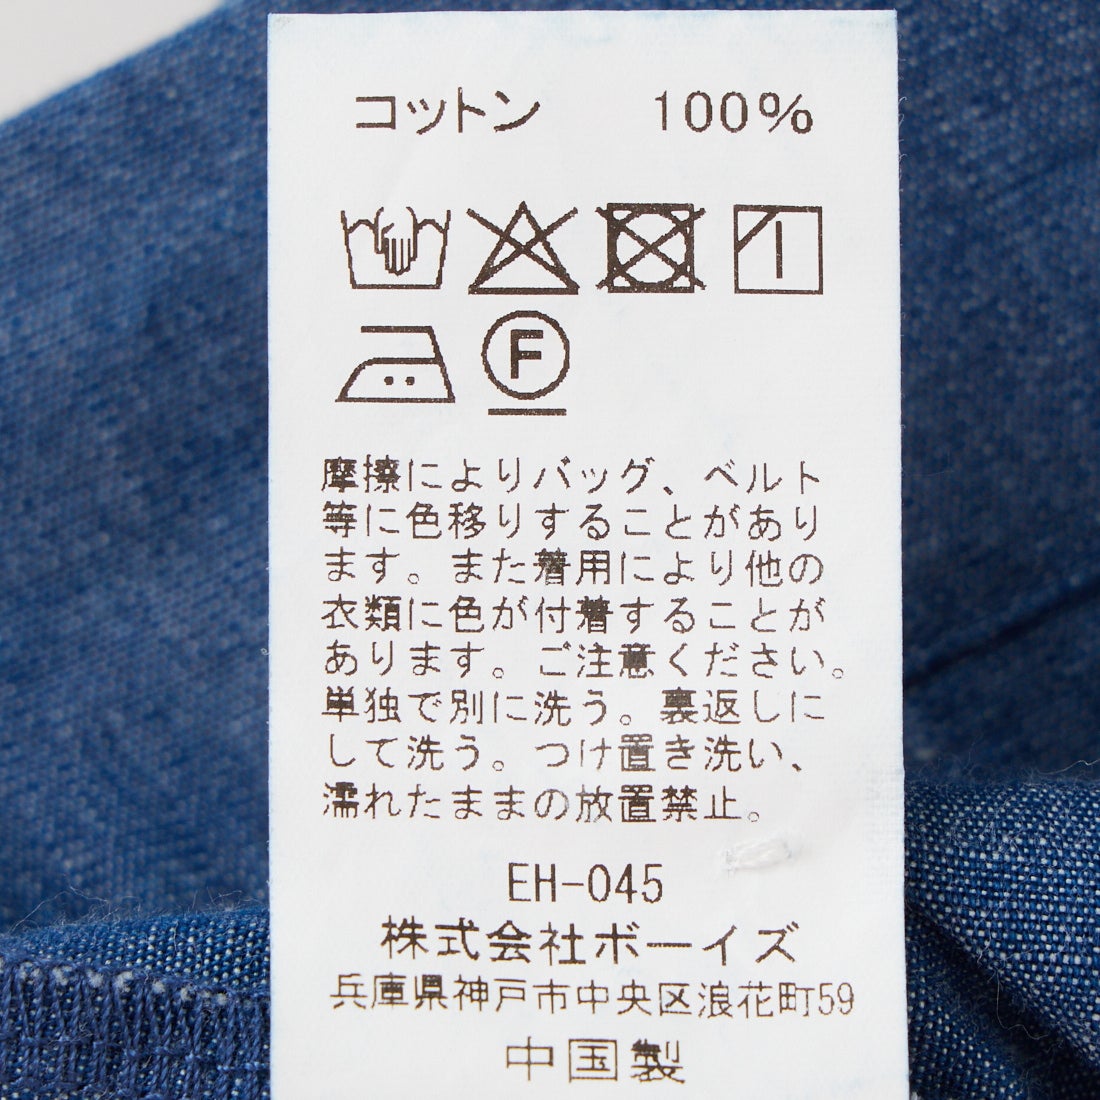 コットン 100%
F
摩擦によりバッグ、ベルト
等に色移りすることがあり
ます。また着用により他の
衣類に色が付着することが
あります。ご注意ください。
単独で別に洗う。裏返しに
して洗う。つけ置き洗い、
濡れたままの放置禁止。
EH-045
株式会社ボーイズ
兵庫県神戸市中央区浪花町59
中国製